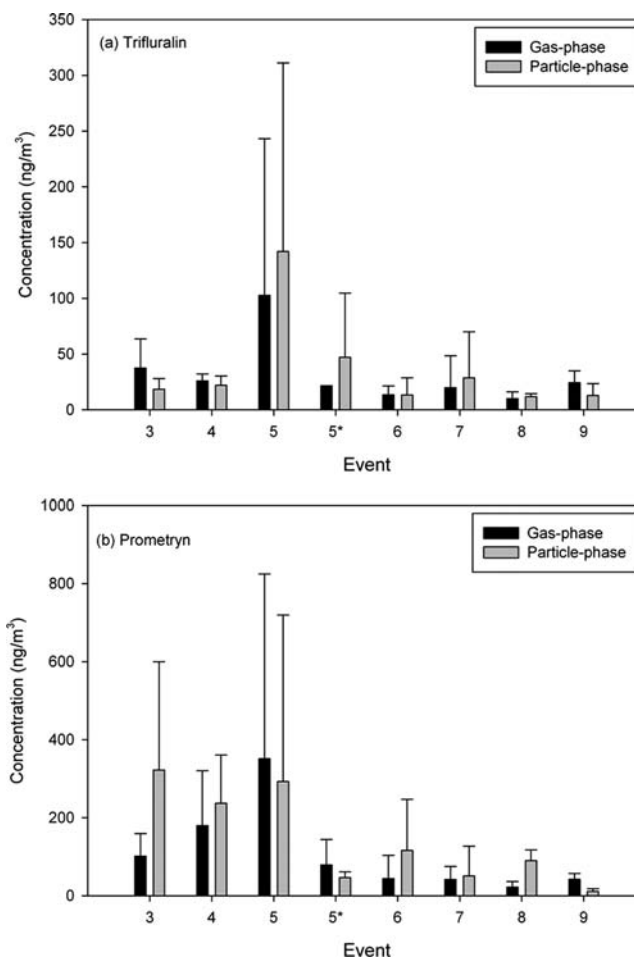 350
(a) Trifluralin
Gas-phase
Particle-phase
300
250
200
150
100
50
0
Concentration (ng/m³)
3 4 5 5* 6 7 8 9
Event
1000
(b) Prometryn
Gas-phase
Particle-phase
800
600
400
200
0
Concentration (ng/m³)
3 4 5 5* 6 7 8 9
Event